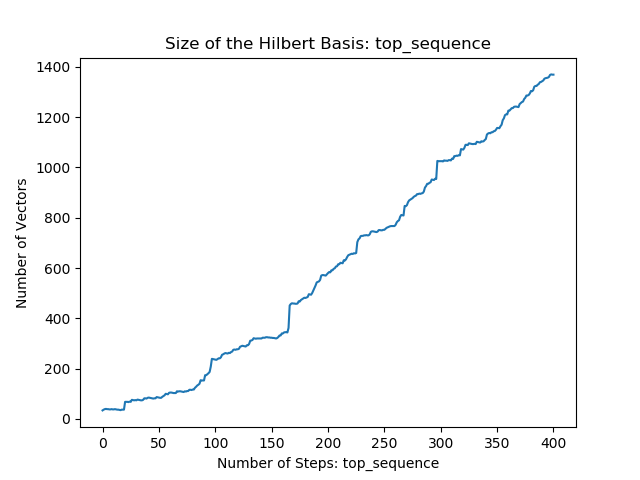 Size of the Hilbert Basis: top_sequence
Number of Vectors
1400
1200
1000
800
600
400
200
0
0 50 100 150 200 250 300 350 400
Number of Steps: top_sequence